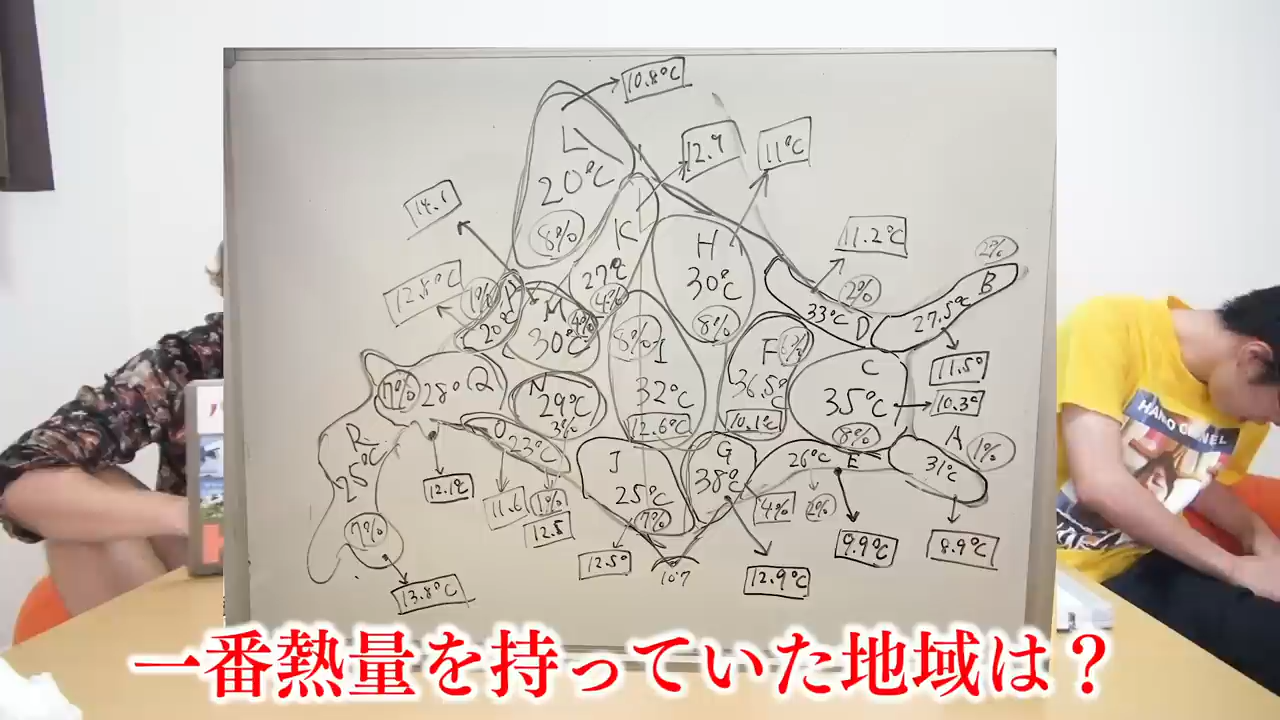 10.8℃
L
20℃
8%
12.9
11℃
14.1
K
27℃
4%
H
30℃
8%
11.2℃
2%
33℃ D
2%
B
27.5℃
11.5°
12.8℃
1%
20℃
M
4%
30℃
8%
I
32℃
12.6℃
F
36.5℃
10.1℃
C
35℃
8%
10.3°
7%
28° Q
N
29℃
3%
R
25℃
7%
13.8℃
12.1℃
O 23℃
11.6
1%
12.8
J
25℃
7%
12.5°
10.7
G
38℃
4%
12.9℃
26℃ E
2%
9.9℃
A
1%
31℃
8.9℃
一番熱量を持っていた地域は？